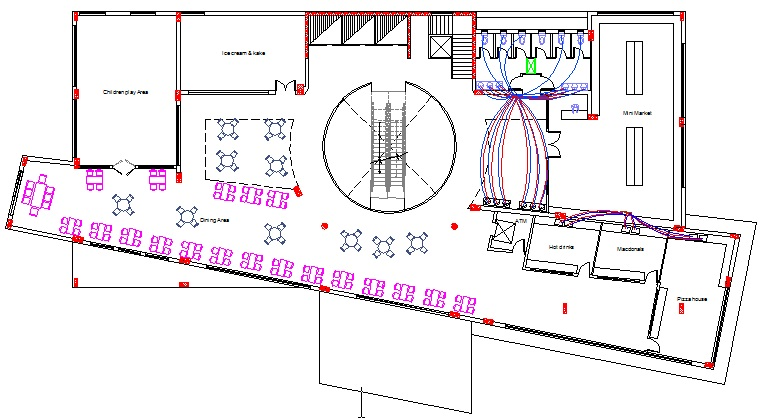 Ice cream & kake
Children play Area
Mini Market
Dining Area
ATM
Hot drinks
Macdonals
Pizza house